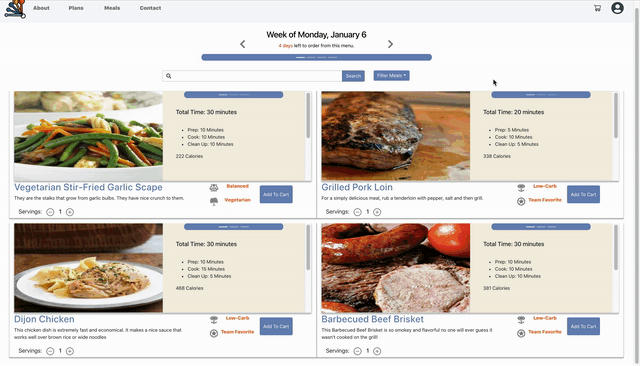 About Plans Meals Contact
Week of Monday, January 6
4 days left to order from this menu.
Search
Filter Meals
Total Time: 30 minutes
Prep: 10 Minutes
Cook: 10 Minutes
Clean Up: 10 Minutes
222 Calories
Vegetarian Stir-Fried Garlic Scape
They are the stalks that grow from garlic bulbs. They have nice crunch to them.
Balanced
Vegetarian
Add To Cart
Servings: 1
Total Time: 20 minutes
Prep: 5 Minutes
Cook: 10 Minutes
Clean Up: 5 Minutes
338 Calories
Grilled Pork Loin
For a simply delicious meal, rub a tenderloin with pepper, salt and then grill.
Low-Carb
Team Favorite
Add To Cart
Servings: 1
Total Time: 30 minutes
Prep: 10 Minutes
Cook: 15 Minutes
Clean Up: 5 Minutes
468 Calories
Dijon Chicken
This chicken dish is extremely fast and economical. It makes a nice sauce that
works well over brown rice or wide noodles
Low-Carb
Team Favorite
Add To Cart
Servings: 1
Total Time: 30 minutes
Prep: 10 Minutes
Cook: 10 Minutes
Clean Up: 10 Minutes
381 Calories
Barbecued Beef Brisket
This Barbecued Beef Brisket is so smokey and flavorful no one will ever guess it
wasn't cooked on the grill!
Low-Carb
Team Favorite
Add To Cart
Servings: 1